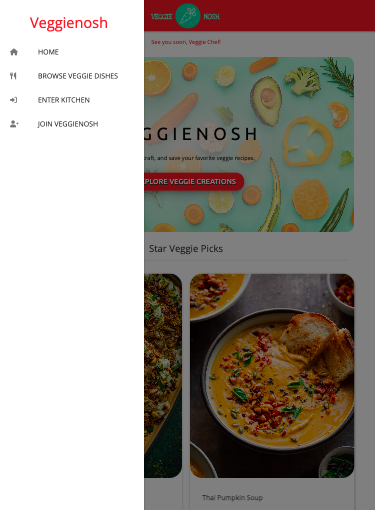 Veggienosh
HOME
BROWSE VEGGIE DISHES
ENTER KITCHEN
JOIN VEGGIENOSH
VEGGIE NOSH
See you soon, Veggie Chef!
GGIENOSH
raft, and save your favorite veggie recipes.
XPLORE VEGGIE CREATIONS
Star Veggie Picks
Thai Pumpkin Soup